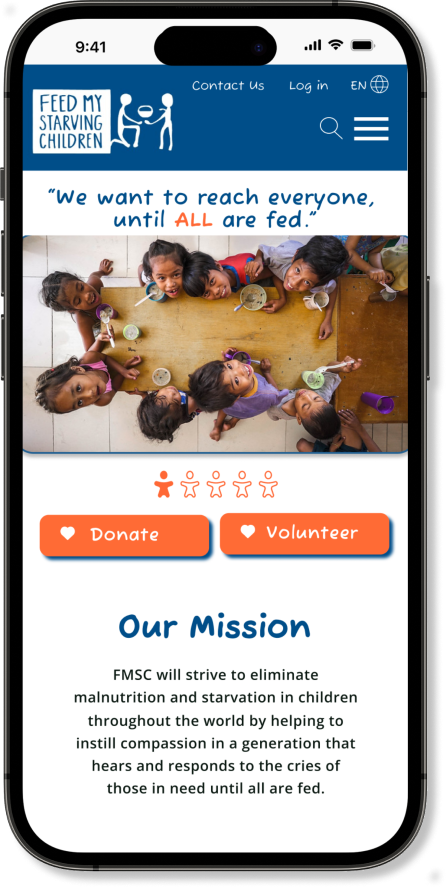 9:41
Contact Us Log in EN
FEED MY
STARVING
CHILDREN
"We want to reach everyone,
until ALL are fed."
Donate Volunteer
Our Mission
FMSC will strive to eliminate
malnutrition and starvation in children
throughout the world by helping to
instill compassion in a generation that
hears and responds to the cries of
those in need until all are fed.